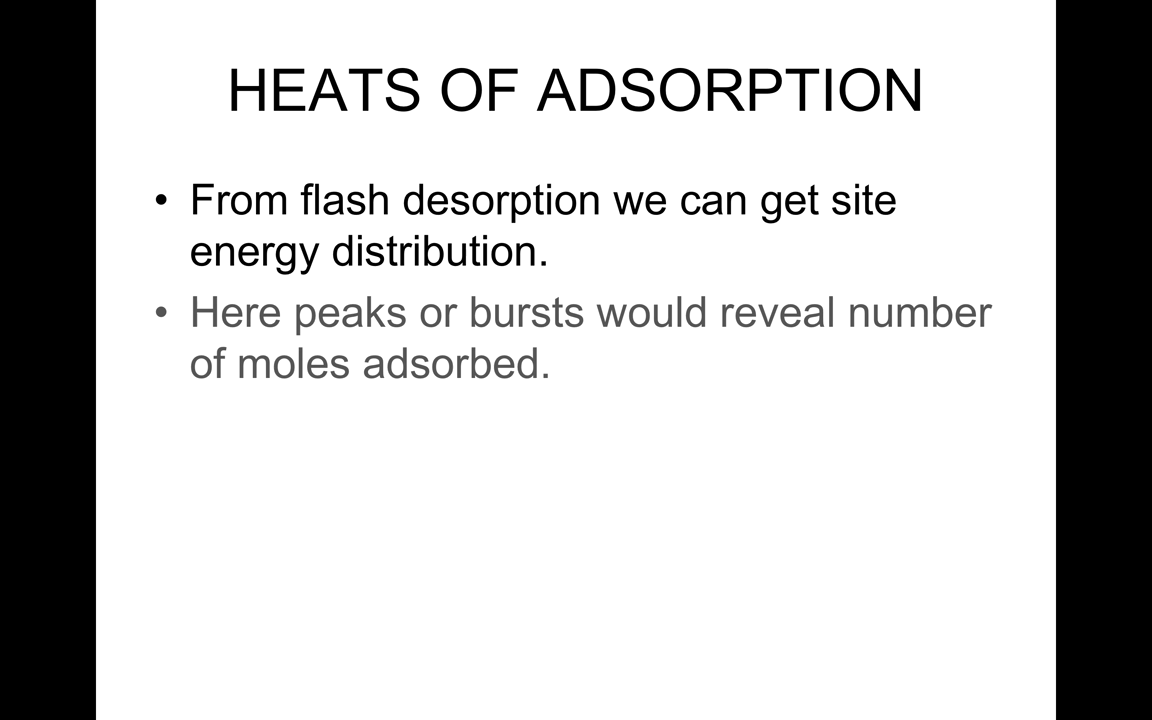 HEATS OF ADSORPTION
• From flash desorption we can get site
energy distribution.
• Here peaks or bursts would reveal number
of moles adsorbed.